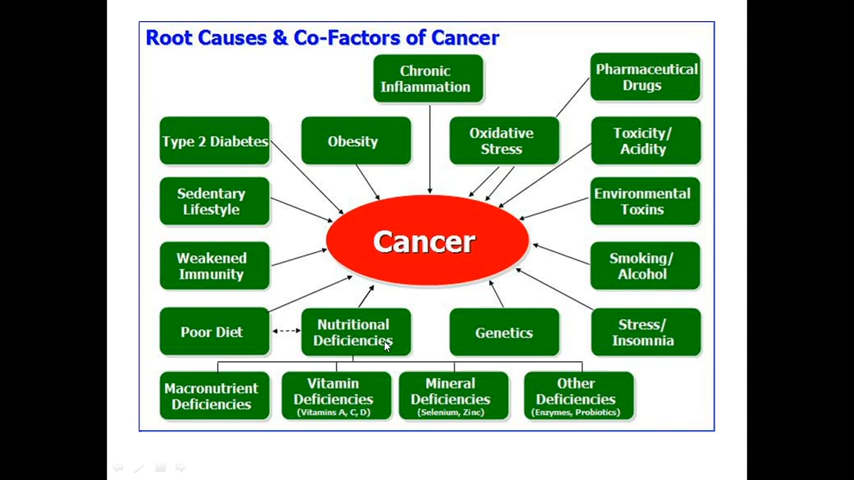 Root Causes & Co-Factors of Cancer
Chronic
Inflammation
Pharmaceutical
Drugs
Type 2 Diabetes
Obesity
Oxidative
Stress
Toxicity/
Acidity
Sedentary
Lifestyle
Environmental
Toxins
Cancer
Weakened
Immunity
Smoking/
Alcohol
Poor Diet
Nutritional
Deficiencies
Genetics
Stress/
Insomnia
Macronutrient
Deficiencies
Vitamin
Deficiencies
(Vitamins A, C, D)
Mineral
Deficiencies
(Selenium, Zinc)
Other
Deficiencies
(Enzymes, Probiotics)